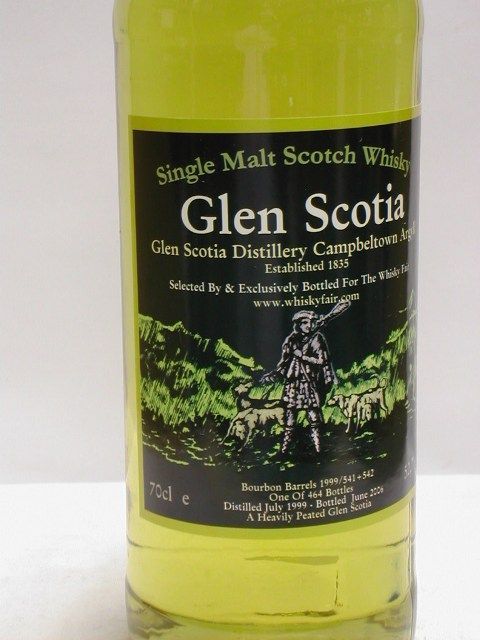 Single Malt Scotch Whisky
Glen Scotia
Glen Scotia Distillery Campbeltown
Established 1835
Selected By & Exclusively Bottled For The Whisky Fair
www.whiskyfair.com
Bourbon Barrels 1999/541+542
One Of 464 Bottles
70cl e
Distilled July 1999 - Bottled June 2006
A Heavily Peated Glen Scotia